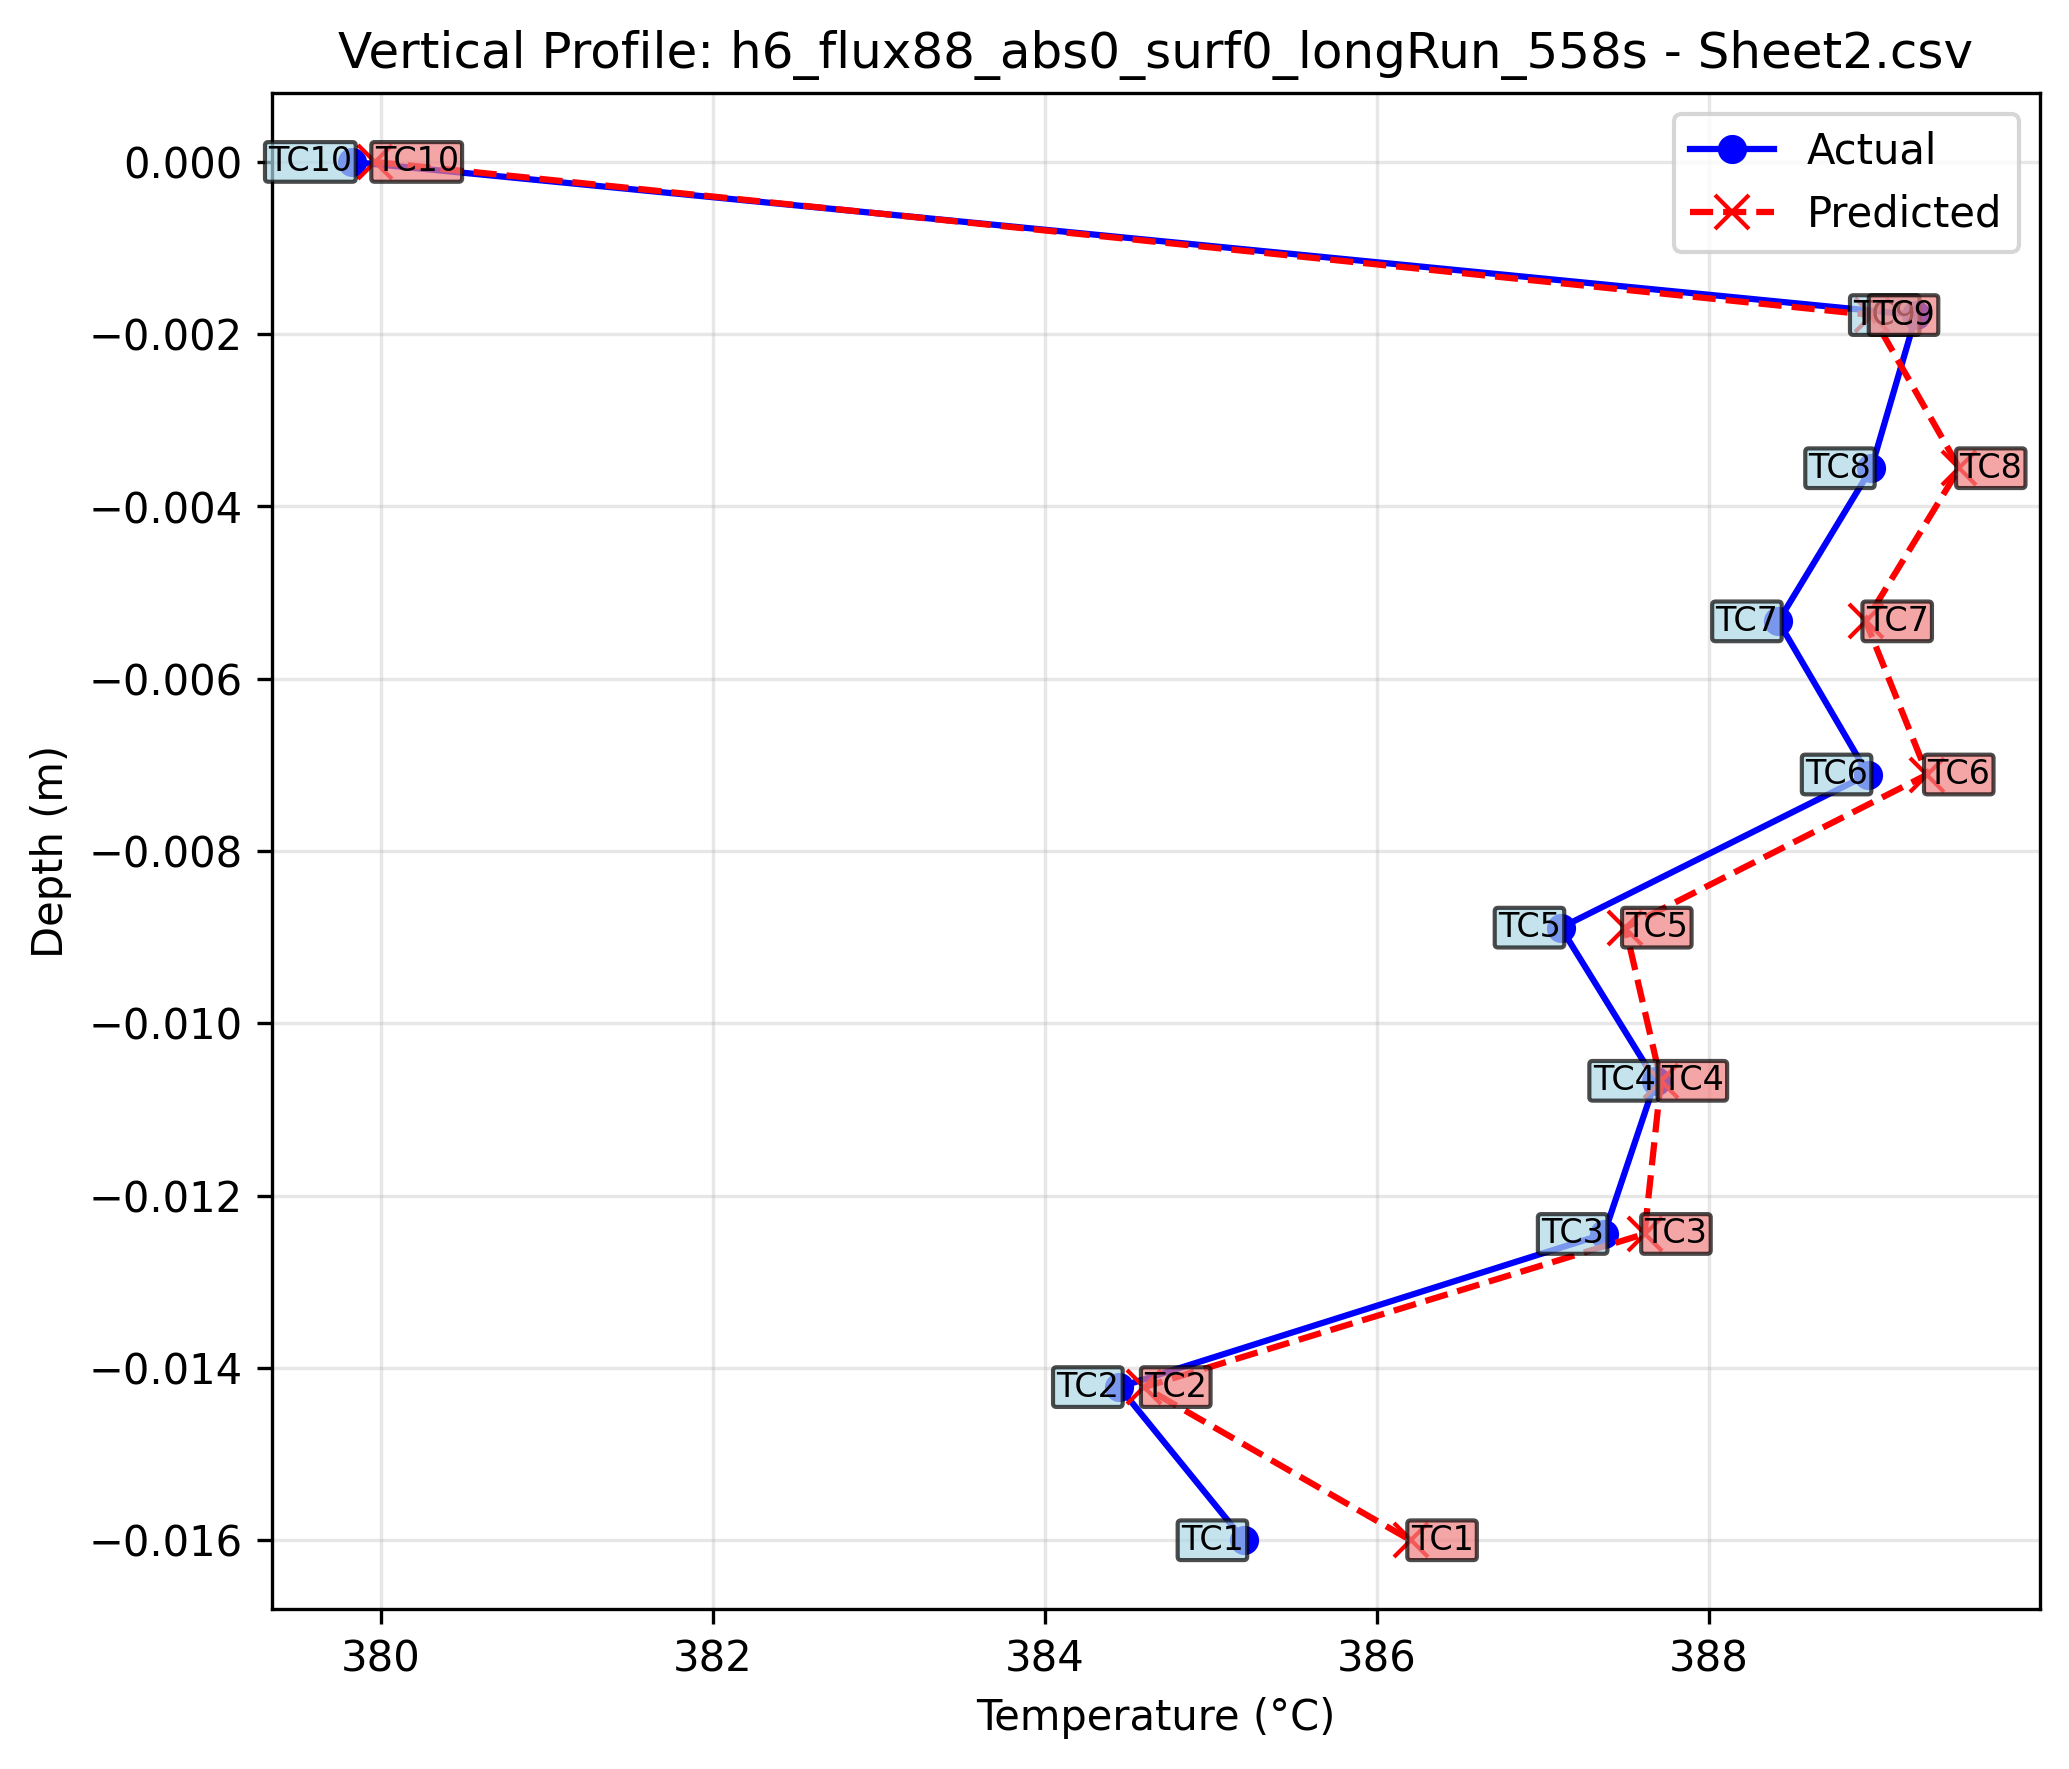 Vertical Profile: h6_flux88_abs0_surf0_longRun_558s - Sheet2.csv
Actual
Predicted
0.000
−0.002
−0.004
−0.006
−0.008
−0.010
−0.012
−0.014
−0.016
Depth (m)
TC10 TC10
TC9
TC8 TC8
TC7 TC7
TC6 TC6
TC5 TC5
TC4 TC4
TC3 TC3
TC2 TC2
TC1 TC1
380 382 384 386 388
Temperature (°C)